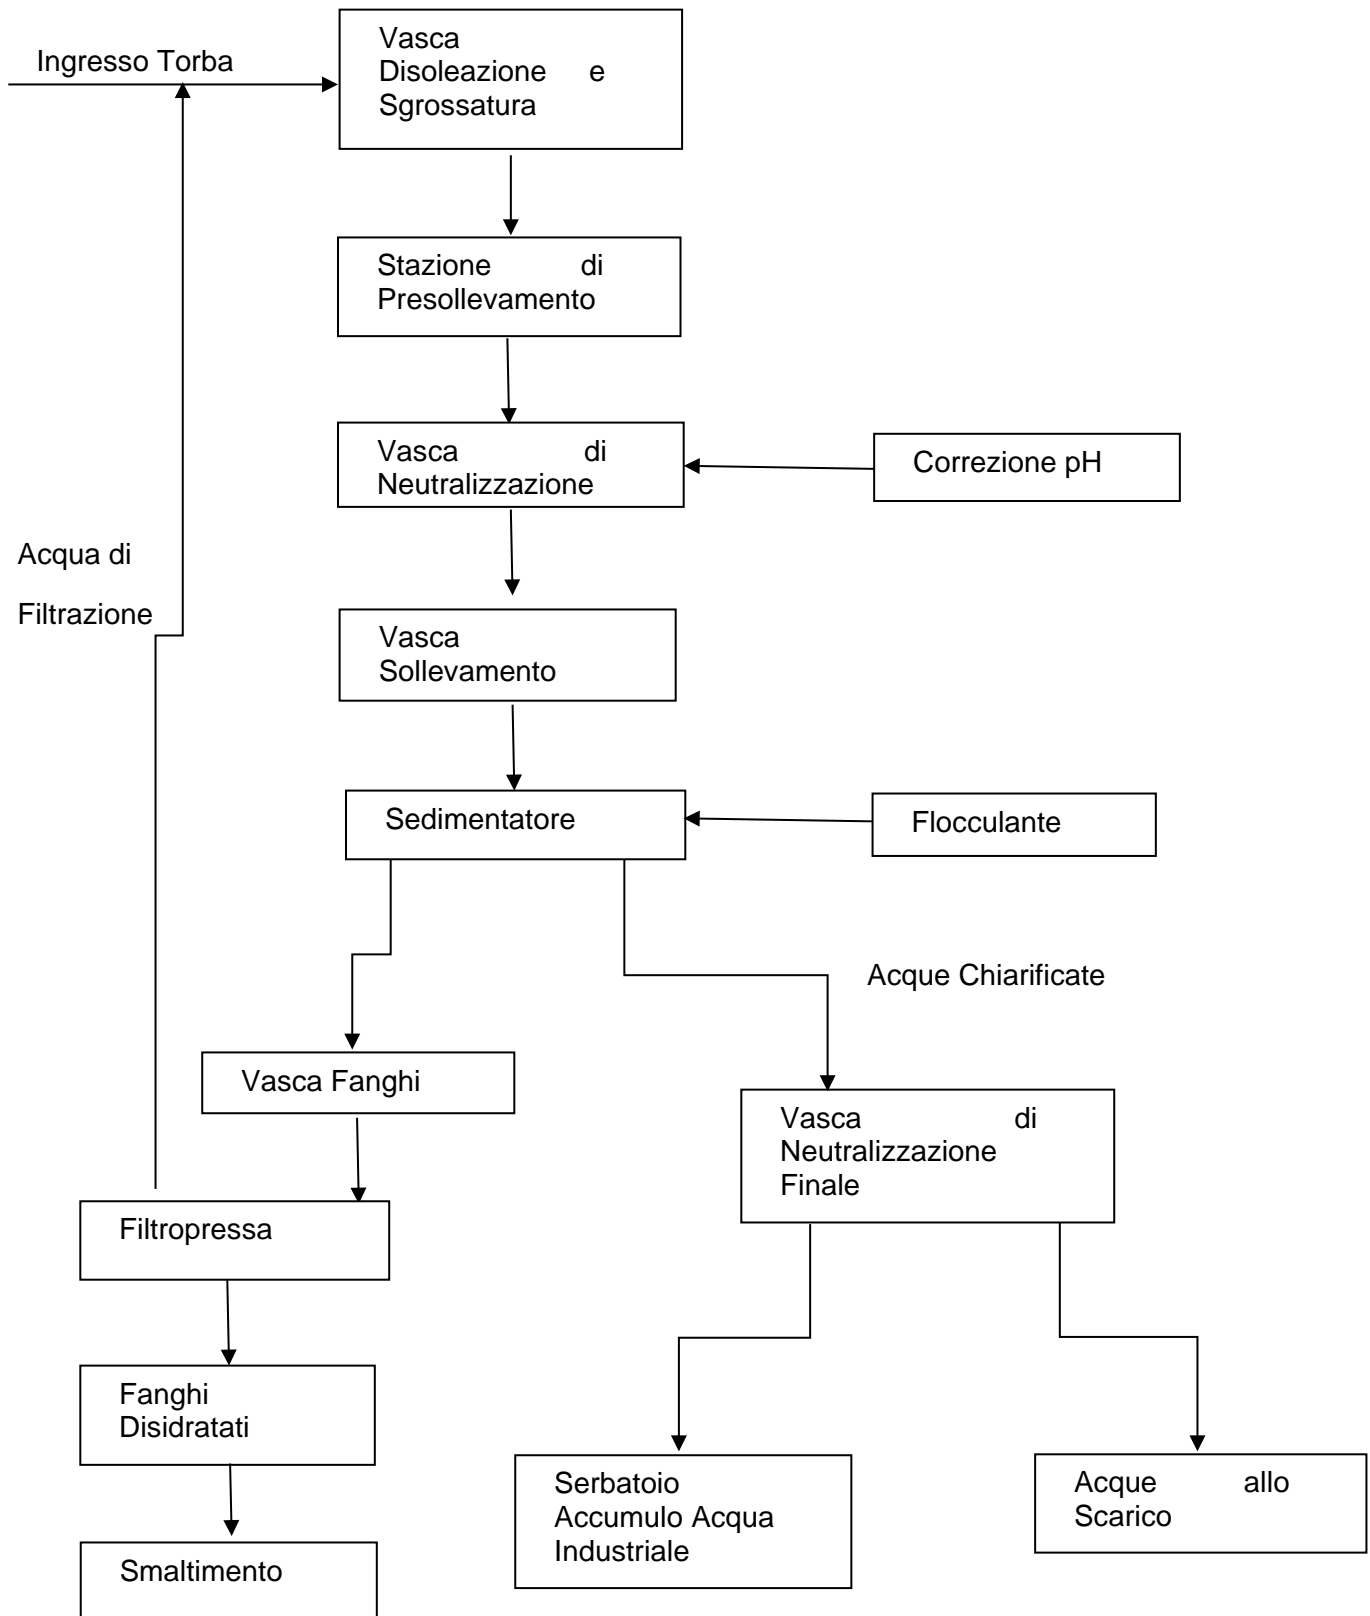 Vasca
Disoleazione e
Sgrossatura
Ingresso Torba
Stazione di
Presollevamento
Vasca di
Neutralizzazione
Correzione pH
Acqua di
Filtrazione
Vasca
Sollevamento
Sedimentatore
Flocculante
Acque Chiarificate
Vasca Fanghi
Vasca di
Neutralizzazione
Finale
Filtropressa
Fanghi
Disidratati
Serbatoio
Accumulo Acqua
Industriale
Acque allo
Scarico
Smaltimento